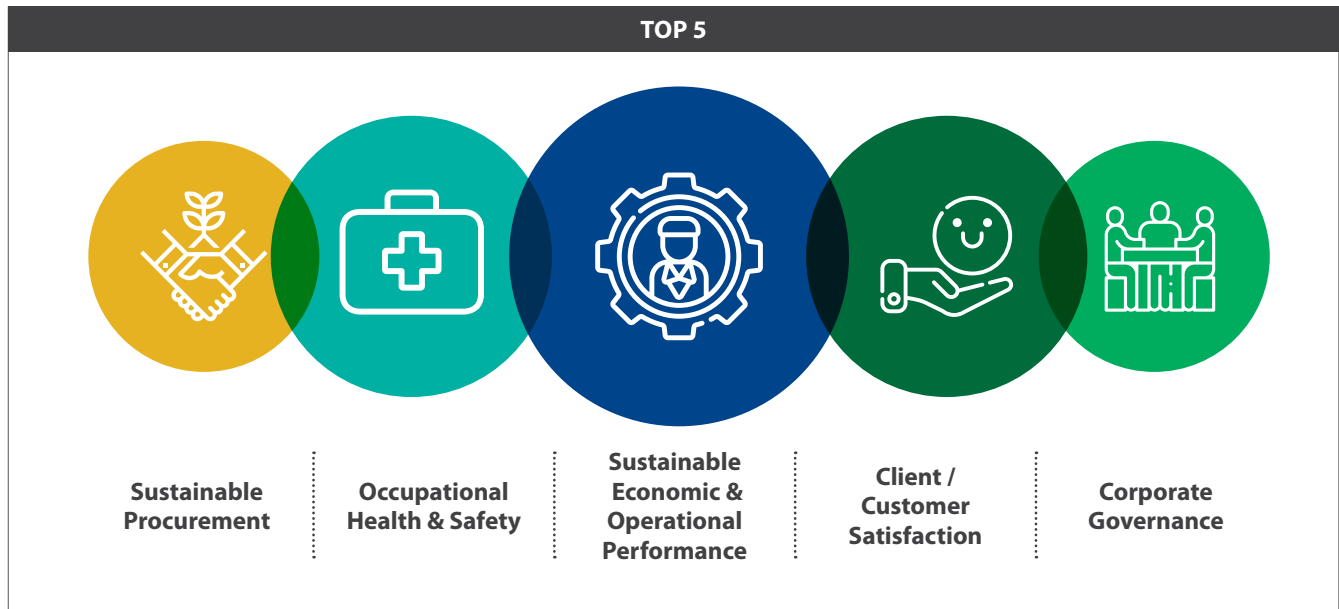 TOP 5
Sustainable
Procurement
Occupational
Health & Safety
Sustainable
Economic &
Operational
Performance
Client /
Customer
Satisfaction
Corporate
Governance